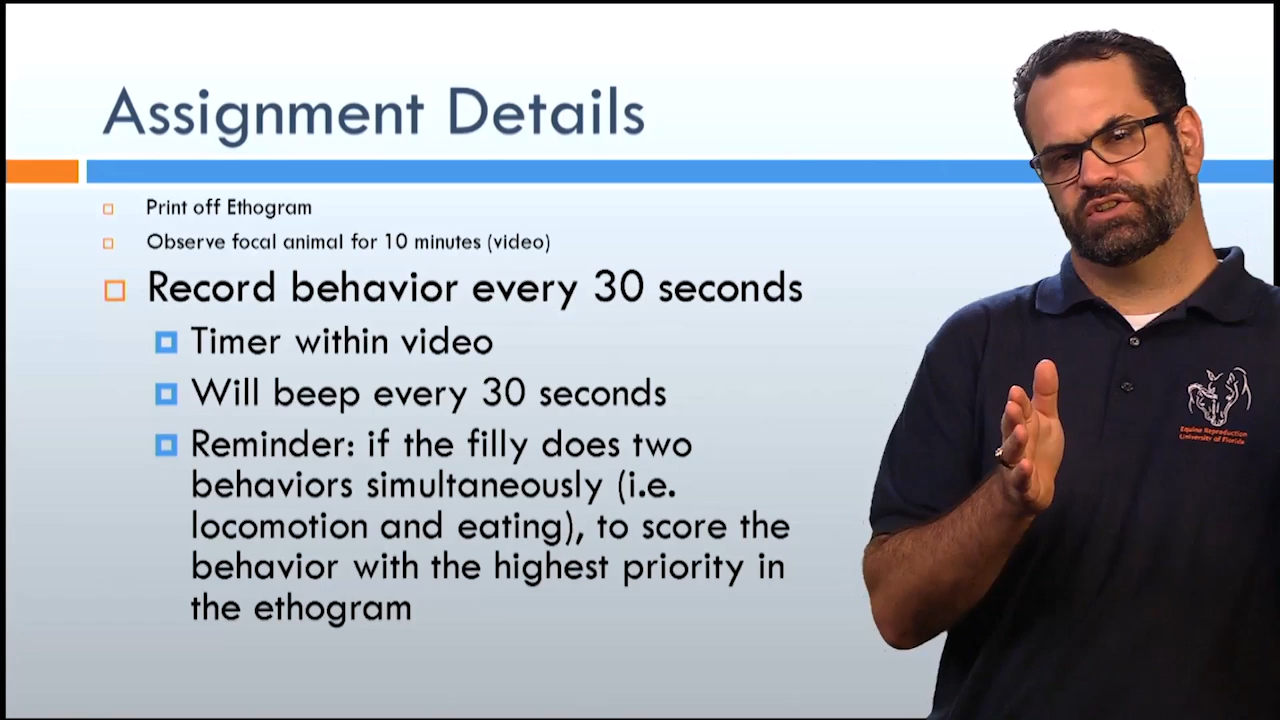 Assignment Details
Print off Ethogram
Observe focal animal for 10 minutes (video)
Record behavior every 30 seconds
Timer within video
Will beep every 30 seconds
Reminder: if the filly does two
behaviors simultaneously (i.e.
locomotion and eating), to score the
behavior with the highest priority in
the ethogram
Equine Reproduction
University of Florida